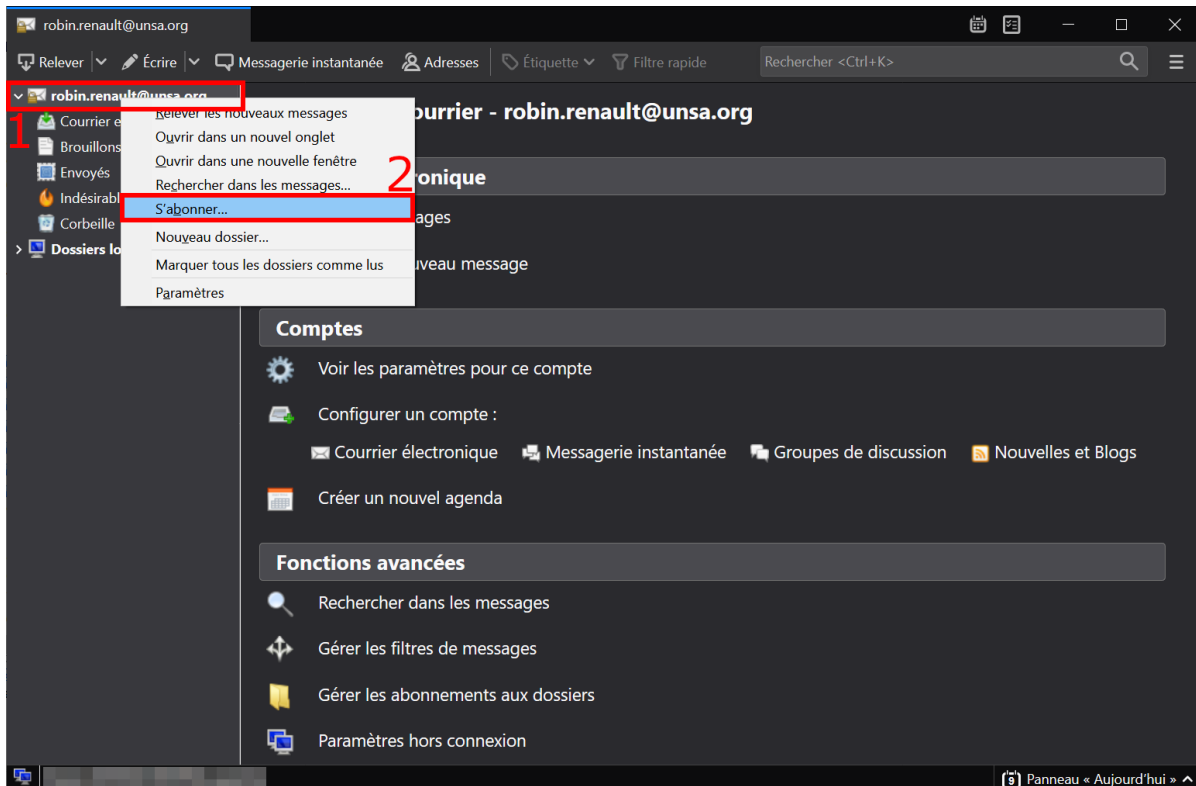 robin.renault@unsa.org
Relever Écrire Messagerie instantanée Adresses Étiquette Filtre rapide Rechercher <Ctrl+K>
robin.renault@unsa.org
1
Courrier e
Brouillons
Envoyés
Indésirabl
Corbeille
Dossiers lo
Relever les nouveaux messages
Ouvrir dans un nouvel onglet
Ouvrir dans une nouvelle fenêtre
Rechercher dans les messages...
2
S'abonner...
Nouveau dossier...
Marquer tous les dossiers comme lus
Paramètres
ourrier - robin.renault@unsa.org
ronique
ages
uveau message
Comptes
Voir les paramètres pour ce compte
Configurer un compte :
Courrier électronique Messagerie instantanée Groupes de discussion Nouvelles et Blogs
Créer un nouvel agenda
Fonctions avancées
Rechercher dans les messages
Gérer les filtres de messages
Gérer les abonnements aux dossiers
Paramètres hors connexion
9 Panneau « Aujourd'hui »